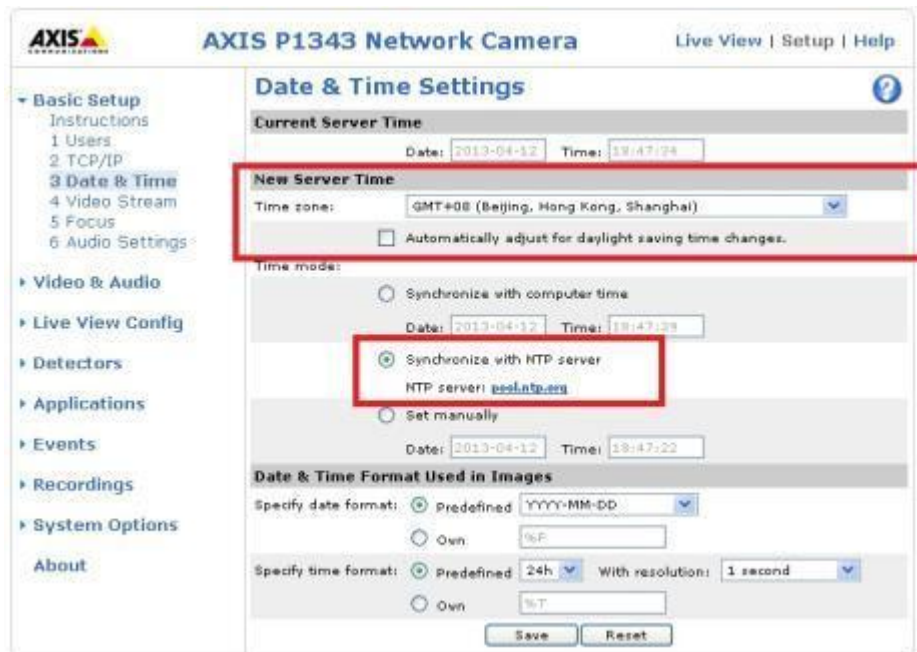 AXIS
COMMUNICATIONS
AXIS P1343 Network Camera
Live View | Setup | Help
Basic Setup
Instructions
1 Users
2 TCP/IP
3 Date & Time
4 Video Stream
5 Focus
6 Audio Settings
Video & Audio
Live View Config
Detectors
Applications
Events
Recordings
System Options
About
Date & Time Settings
?
Current Server Time
Date: 2013-04-12 Time: 18:47:24
New Server Time
Time zone: GMT+08 (Beijing, Hong Kong, Shanghai)
Automatically adjust for daylight saving time changes.
Time mode:
Synchronize with computer time
Date: 2013-04-12 Time: 18:47:29
Synchronize with NTP server
NTP server: pool.ntp.org
Set manually
Date: 2013-04-12 Time: 18:47:22
Date & Time Format Used in Images
Specify date format: Predefined YYYY-MM-DD
Own %F
Specify time format: Predefined 24h With resolution: 1 second
Own %T
Save Reset